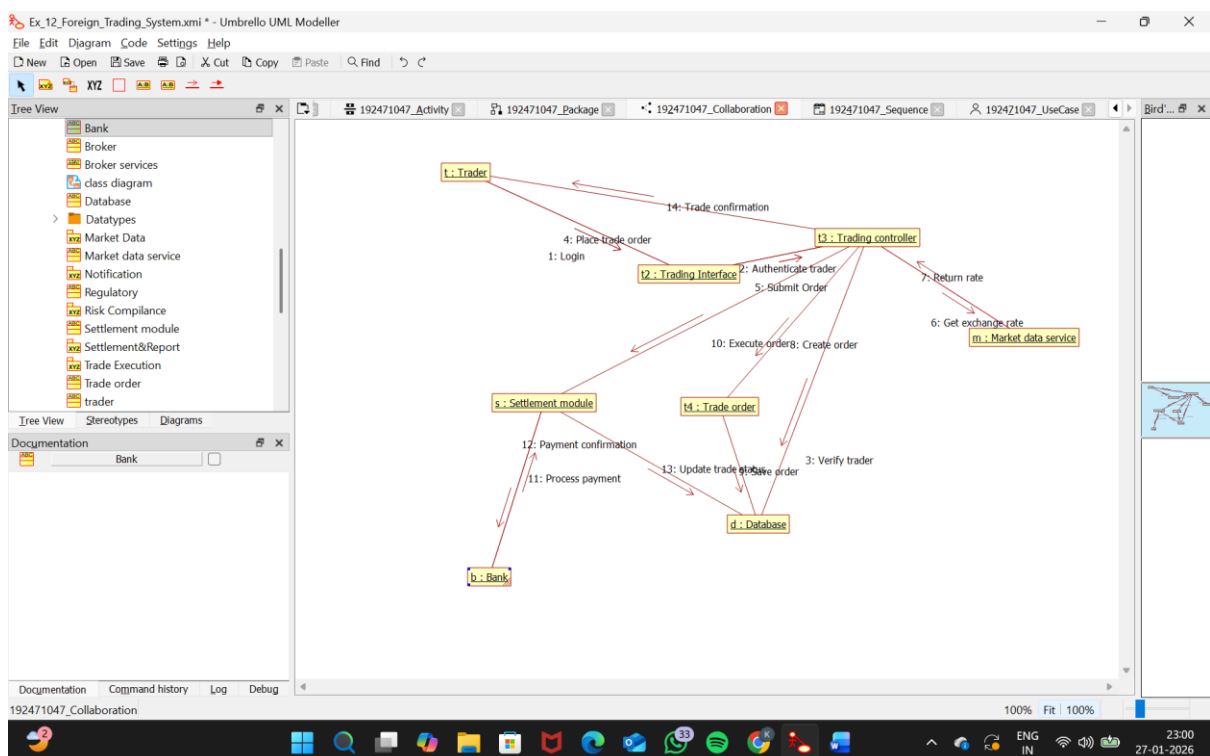 Ex_12_Foreign_Trading_System.xmi * - Umbrello UML Modeller
File Edit Diagram Code Settings Help
New Open Save Cut Copy Paste Find
XYZ
Tree View
192471047_Activity 192471047_Package 192471047_Collaboration 192471047_Sequence 192471047_UseCase
Bird'...
Bank
Broker
Broker services
class diagram
Database
Datatypes
Market Data
Market data service
Notification
Regulatory
Risk Compilance
Settlement module
Settlement&Report
Trade Execution
Trade order
trader
Tree View Stereotypes Diagrams
Documentation
Bank
t : Trader
14: Trade confirmation
t3 : Trading controller
4: Place trade order
1: Login
t2 : Trading Interface
2: Authenticate trader
5: Submit Order
7: Return rate
6: Get exchange rate
m : Market data service
10: Execute order
8: Create order
s : Settlement module
t4 : Trade order
12: Payment confirmation
13: Update trade status
9: Save order
3: Verify trader
11: Process payment
d : Database
b : Bank
Documentation Command history Log Debug
192471047_Collaboration
100% Fit 100%
2
33
K
ENG
IN
23:00
27-01-2026